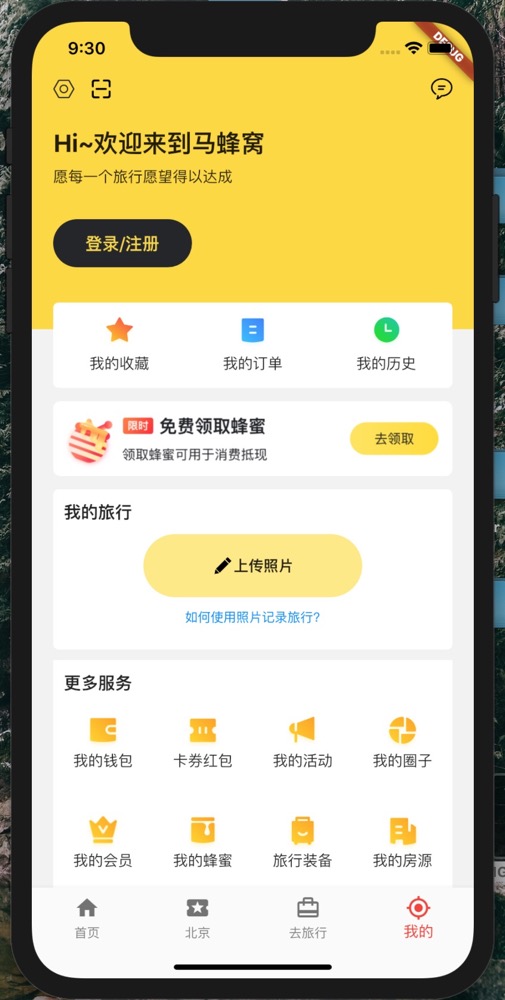 9:30
DEBUG
Hi~欢迎来到马蜂窝
愿每一个旅行愿望得以达成
登录/注册
我的收藏
我的订单
我的历史
限时 免费领取蜂蜜
领取蜂蜜可用于消费抵现
去领取
我的旅行
上传照片
如何使用照片记录旅行?
更多服务
我的钱包
卡券红包
我的活动
我的圈子
我的会员
我的蜂蜜
旅行装备
我的房源
首页
北京
去旅行
我的